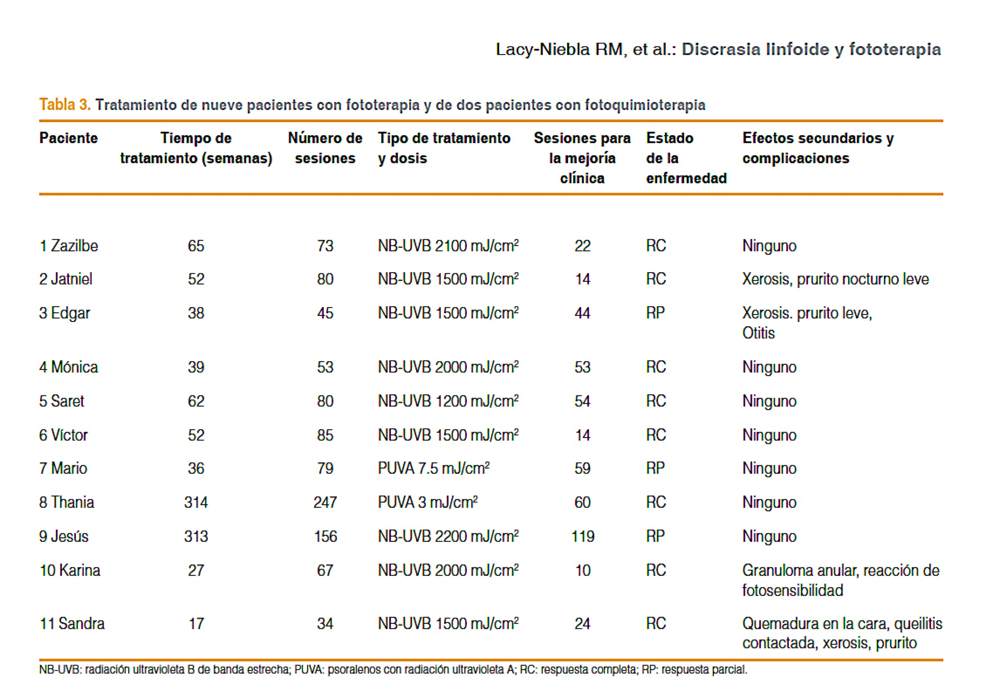 Lacy-Niebla RM, et al.: Discrasia linfoide y fototerapia
Tabla 3. Tratamiento de nueve pacientes con fototerapia y de dos pacientes con fotoquimioterapia
Paciente Tiempo de tratamiento (semanas) Número de sesiones Tipo de tratamiento y dosis Sesiones para la mejoría clínica Estado de la enfermedad Efectos secundarios y complicaciones
1 Zazilbe 65 73 NB-UVB 2100 mJ/cm² 22 RC Ninguno
2 Jatniel 52 80 NB-UVB 1500 mJ/cm² 14 RC Xerosis, prurito nocturno leve
3 Edgar 38 45 NB-UVB 1500 mJ/cm² 44 RP Xerosis. prurito leve,
Otitis
4 Mónica 39 53 NB-UVB 2000 mJ/cm² 53 RC Ninguno
5 Saret 62 80 NB-UVB 1200 mJ/cm² 54 RC Ninguno
6 Víctor 52 85 NB-UVB 1500 mJ/cm² 14 RC Ninguno
7 Mario 36 79 PUVA 7.5 mJ/cm² 59 RP Ninguno
8 Thania 314 247 PUVA 3 mJ/cm² 60 RC Ninguno
9 Jesús 313 156 NB-UVB 2200 mJ/cm² 119 RP Ninguno
10 Karina 27 67 NB-UVB 2000 mJ/cm² 10 RC Granuloma anular, reacción de
fotosensibilidad
11 Sandra 17 34 NB-UVB 1500 mJ/cm² 24 RC Quemadura en la cara, queilitis
contactada, xerosis, prurito
NB-UVB: radiación ultravioleta B de banda estrecha; PUVA: psoralenos con radiación ultravioleta A; RC: respuesta completa; RP: respuesta parcial.